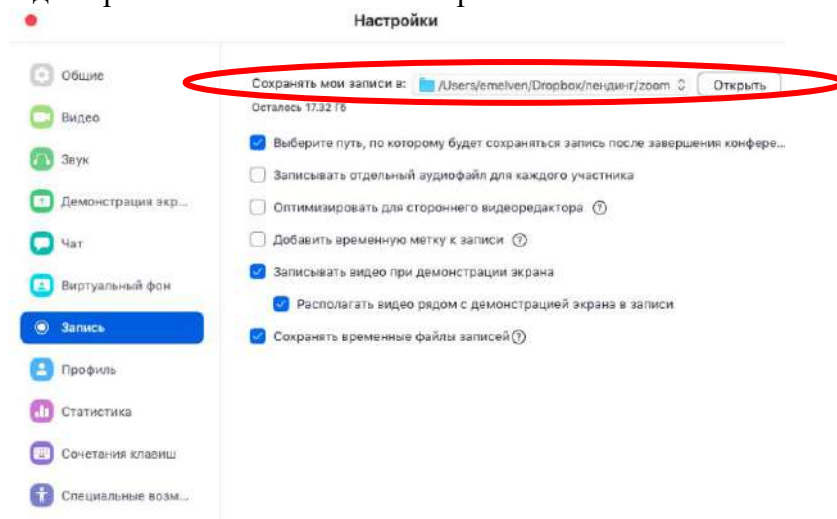 Настройки
Общие
Видео
Звук
Демонстрация экр...
Чат
Виртуальный фон
Запись
Профиль
Статистика
Сочетания клавиш
Специальные возм...
Сохранять мои записи в: /Users/emelven/Dropbox/лендинг/zoom Открыть
Осталось 17.32 Гб
Выберите путь, по которому будет сохраняться запись после завершения конфере...
Записывать отдельный аудиофайл для каждого участника
Оптимизировать для стороннего видеоредактора
Добавить временную метку к записи
Записывать видео при демонстрации экрана
Располагать видео рядом с демонстрацией экрана в записи
Сохранять временные файлы записей